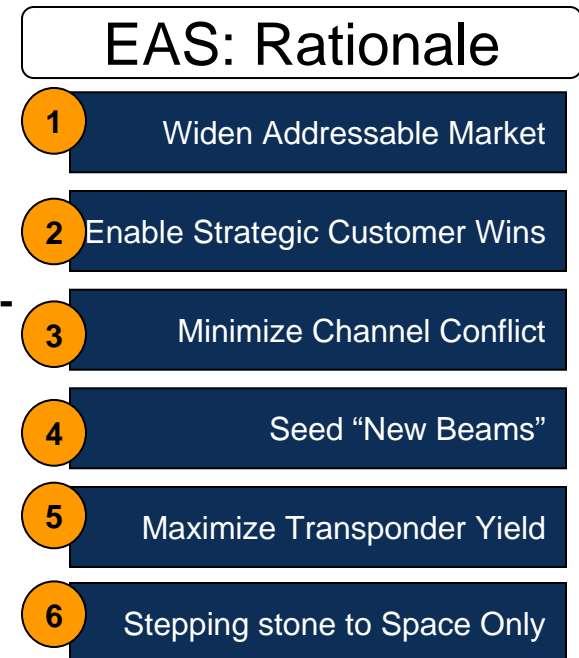 EAS: Rationale
1 Widen Addressable Market
2 Enable Strategic Customer Wins
-
3 Minimize Channel Conflict
4 Seed “New Beams”
5 Maximize Transponder Yield
6 Stepping stone to Space Only